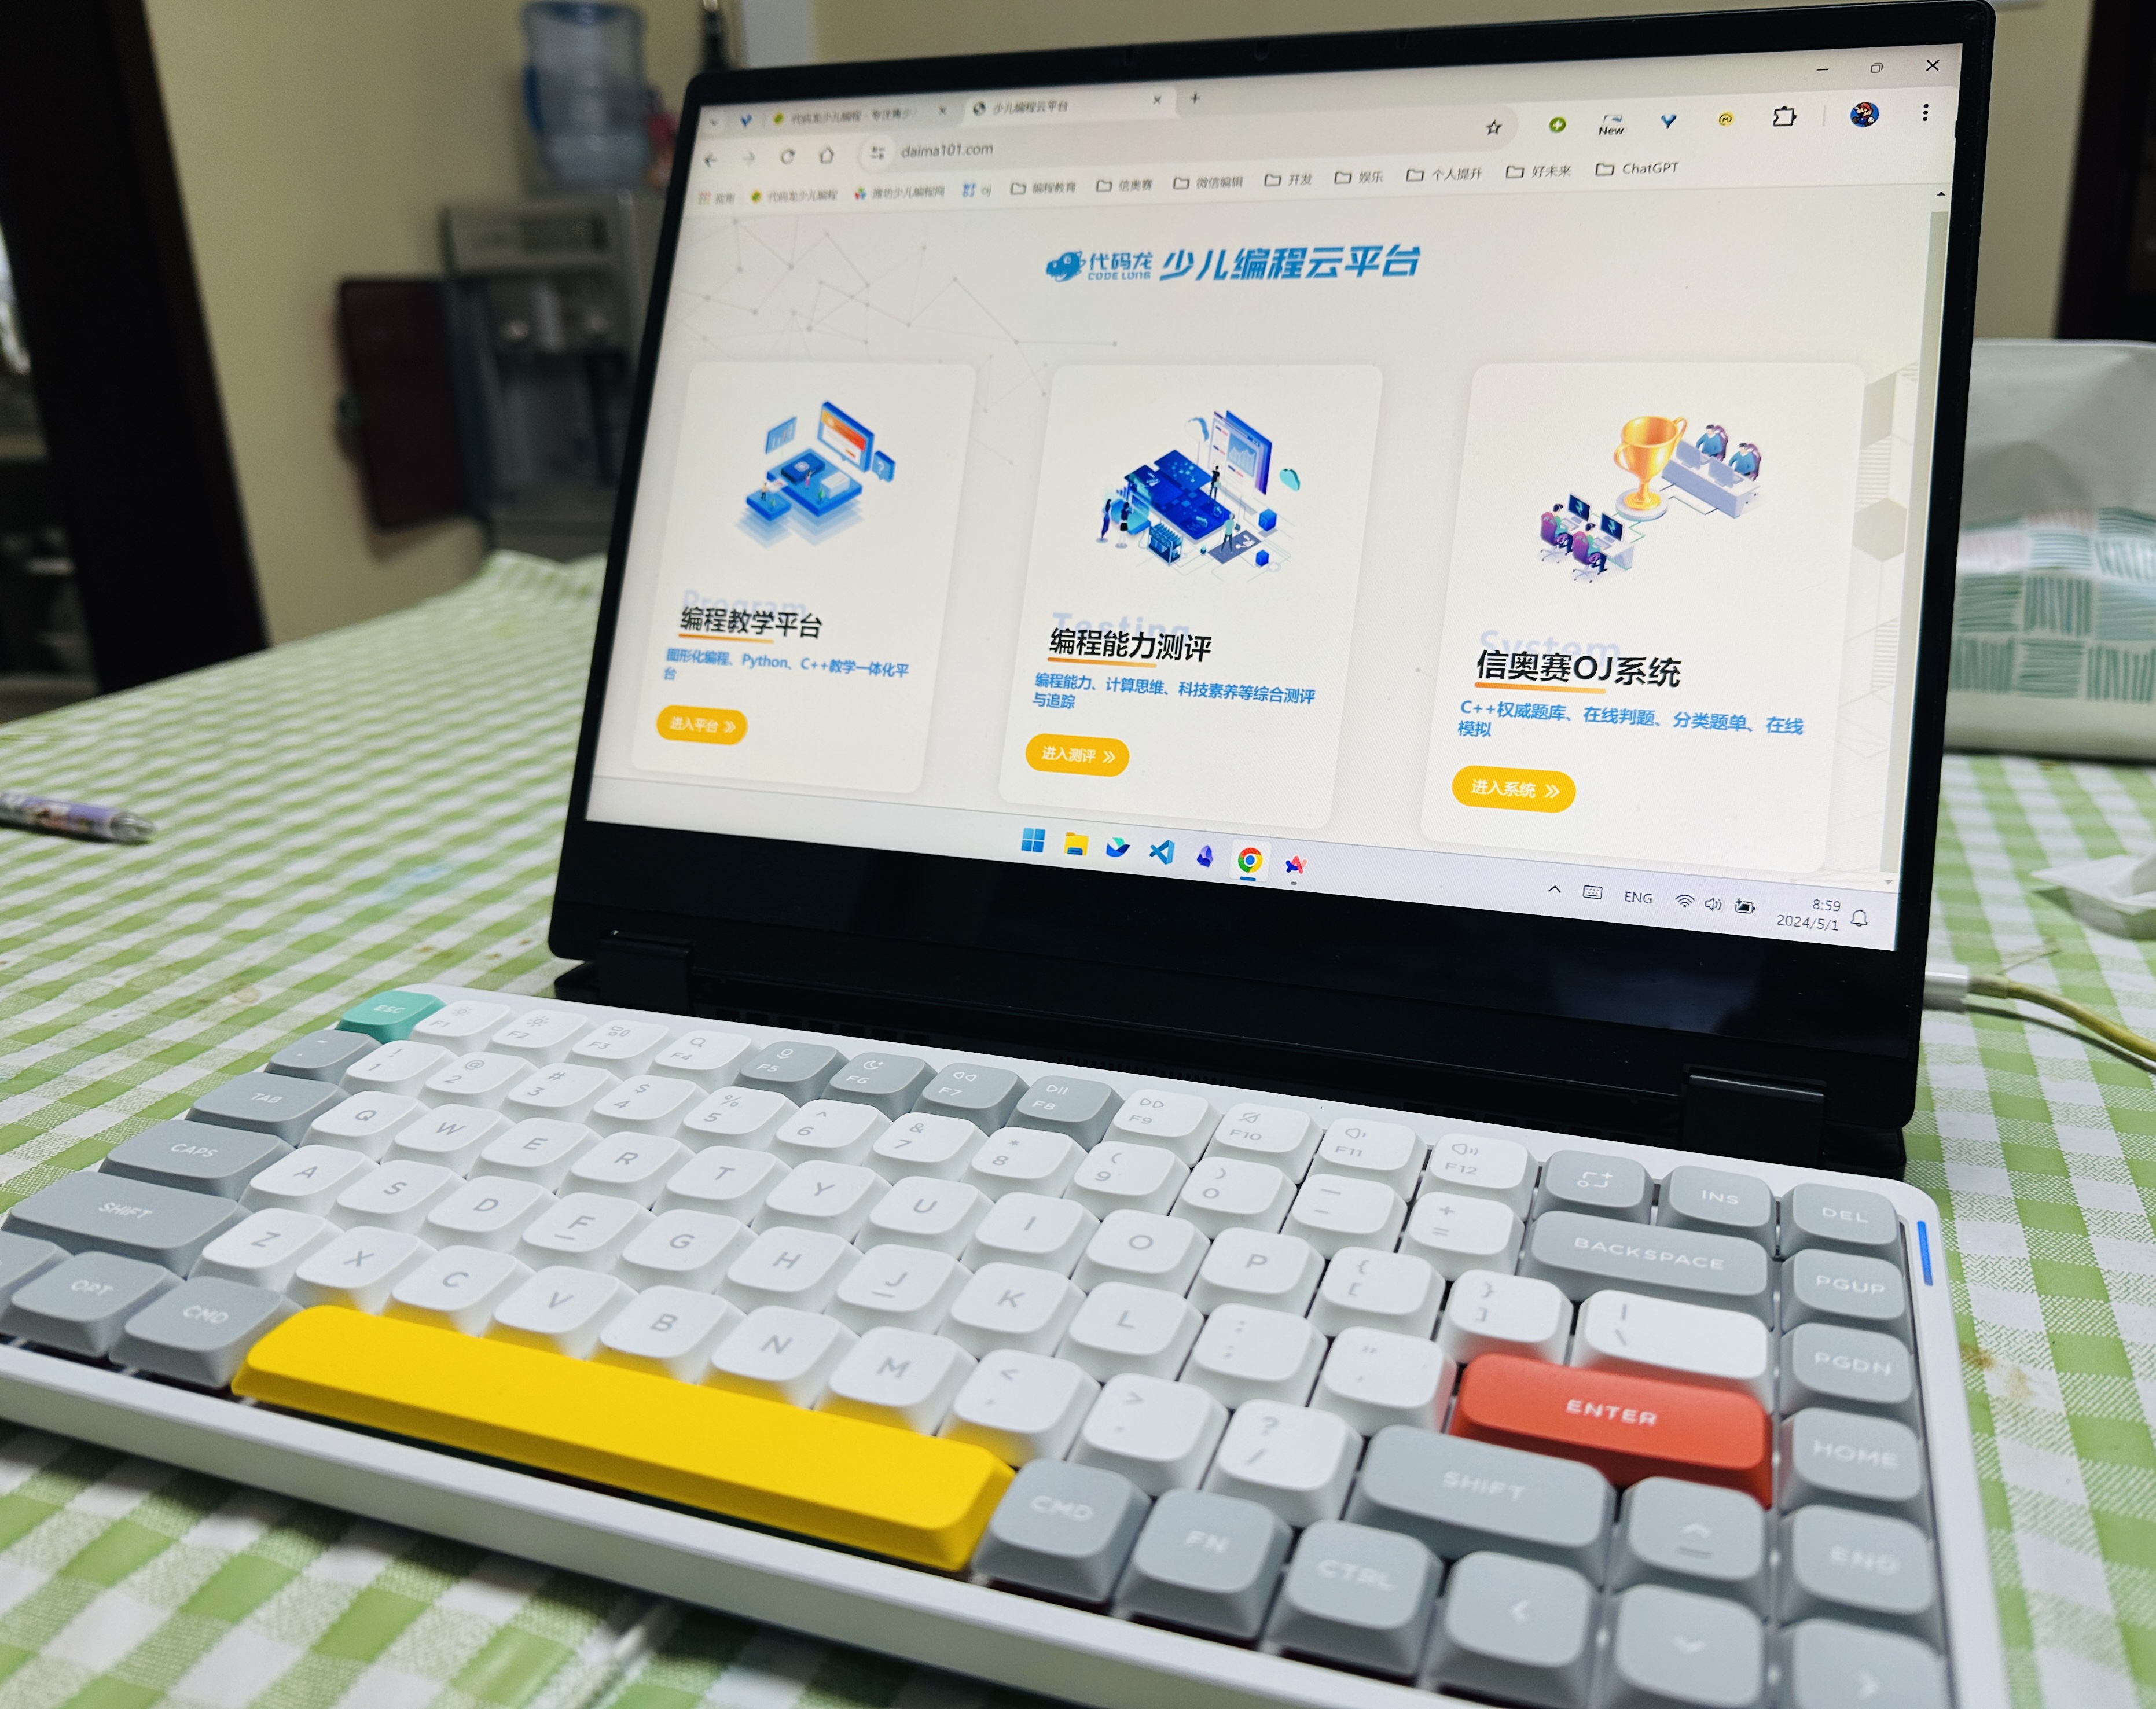 代码龙少儿编程 - 专注青少
少儿编程云平台
daima101.com
New
应用 代码龙少儿编程 潍坊少儿编程网 oj 编程教育 信奥赛 微信编辑 开发 娱乐 个人提升 好未来 ChatGPT
代码龙 少儿编程云平台
CODE LONG
Program
编程教学平台
图形化编程、Python、C++教学一体化平
台
进入平台
Testing
编程能力测评
编程能力、计算思维、科技素养等综合测评
与追踪
进入测评
System
信奥赛OJ系统
C++权威题库、在线判题、分类题单、在线
模拟
进入系统
ENG
8:59
2024/5/1
ESC F1 F2 F3 F4 F5 F6 F7 F8 F9 F10 F11 F12 INS DEL
~ ! @ # $ % ^ & * ( ) — +
1 2 3 4 5 6 7 8 9 0 - = BACKSPACE PGUP
TAB Q W E R T Y U I O P { [ } ] | \ PGDN
CAPS A S D F G H J K L : ; " ' ENTER HOME
SHIFT Z X C V B N M < , > . ? / SHIFT END
OPT CMD CMD FN CTRL